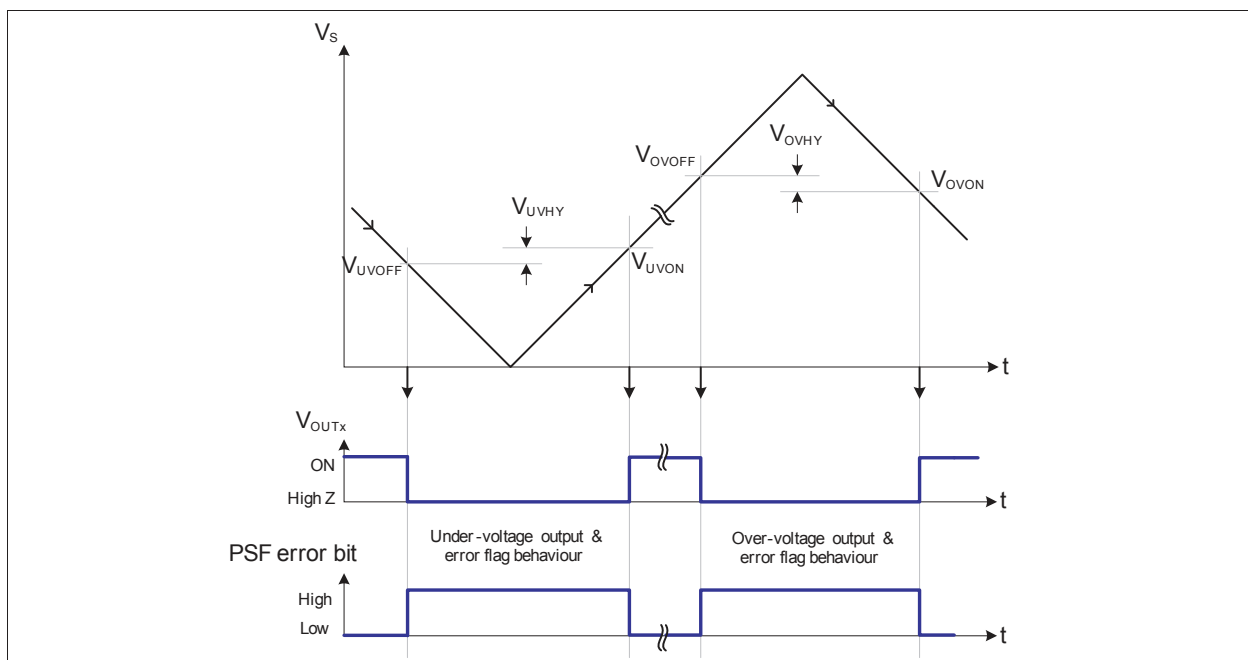 VS
VOVHY
VOVOFF
VOVON
VUVHY
VUVOFF
VUVON
t
VOUTx
ON
High Z
t
Under-voltage output &
error flag behaviour
Over-voltage output &
error flag behaviour
PSF error bit
High
Low
t